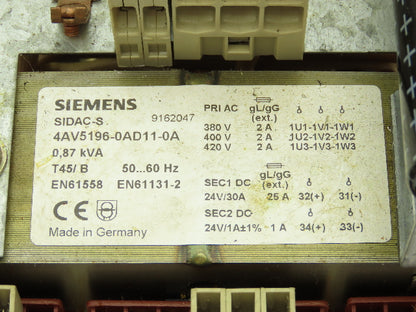 SIEMENS
SIDAC-S 9162047
4AV5196-0AD11-0A
0,87 kVA
T45/ B 50...60 Hz
EN61558 EN61131-2
CE
Made in Germany
PRI AC gL/gG
(ext.)
380 V 2 A 1U1-1V1-1W1
400 V 2 A 1U2-1V2-1W2
420 V 2 A 1U3-1V3-1W3
SEC1 DC gL/gG
(ext.)
24V/30A 25 A 32(+) 31(-)
SEC2 DC
24V/1A±1% 1 A 34(+) 33(-)